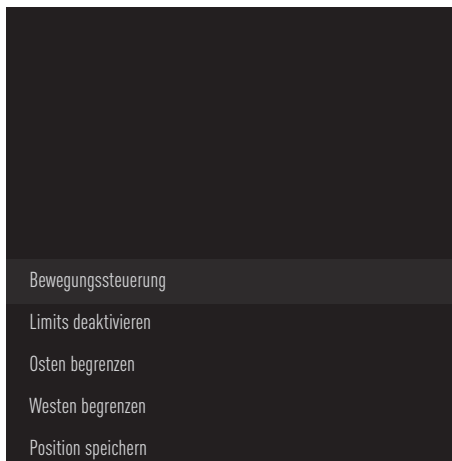 Bewegungssteuerung
Limits deaktivieren
Osten begrenzen
Westen begrenzen
Position speichern